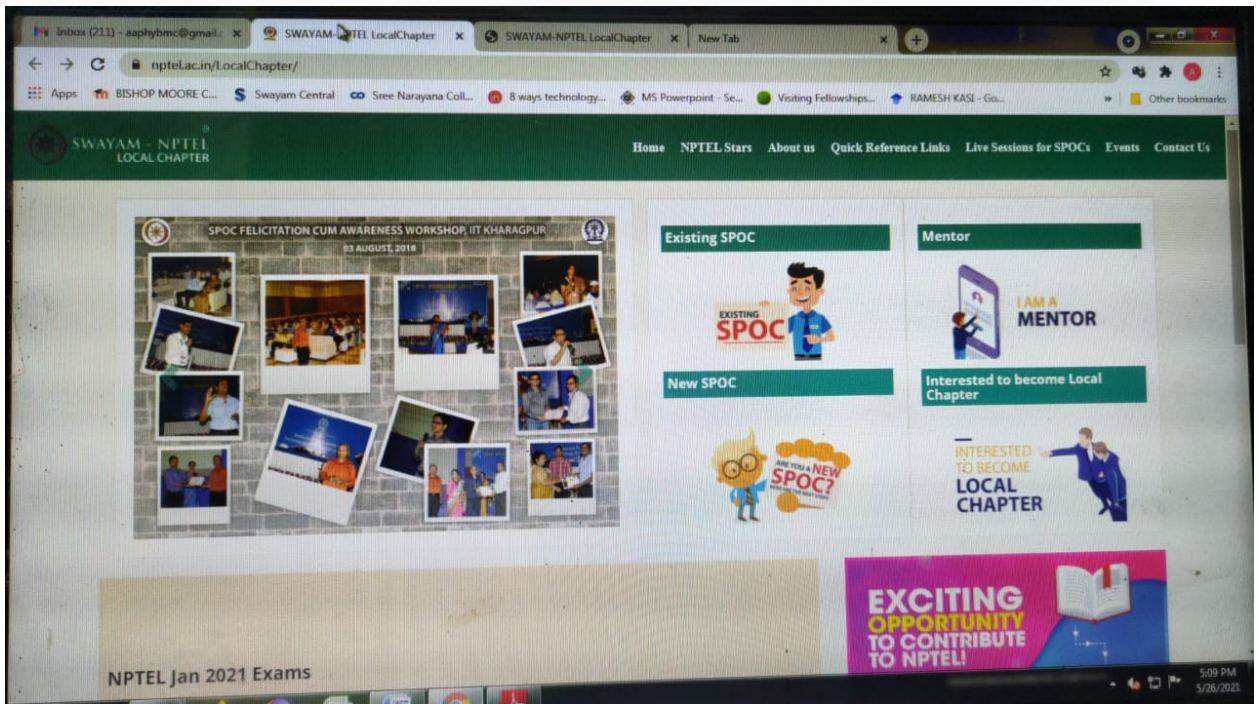 Inbox (211) - aaphybmc@gmail.c
SWAYAM-NPTEL LocalChapter
SWAYAM-NPTEL LocalChapter
New Tab
nptel.ac.in/LocalChapter/
Apps
BISHOP MOORE C...
Swayam Central
Sree Narayana Coll...
8 ways technology...
MS Powerpoint - Se...
Visiting Fellowships...
RAMESH KASI - Go...
Other bookmarks
SWAYAM - NPTEL
LOCAL CHAPTER
Home NPTEL Stars About us Quick Reference Links Live Sessions for SPOCs Events Contact Us
SPOC FELICITATION CUM AWARENESS WORKSHOP, IIT KHARAGPUR
03 AUGUST, 2018
Existing SPOC
EXISTING
SPOC
Mentor
I AM A
MENTOR
New SPOC
ARE YOU A NEW
SPOC?
Interested to become Local
Chapter
INTERESTED
TO BECOME
LOCAL
CHAPTER
NPTEL Jan 2021 Exams
EXCITING
OPPORTUNITY
TO CONTRIBUTE
TO NPTEL!
5:09 PM
5/26/2021